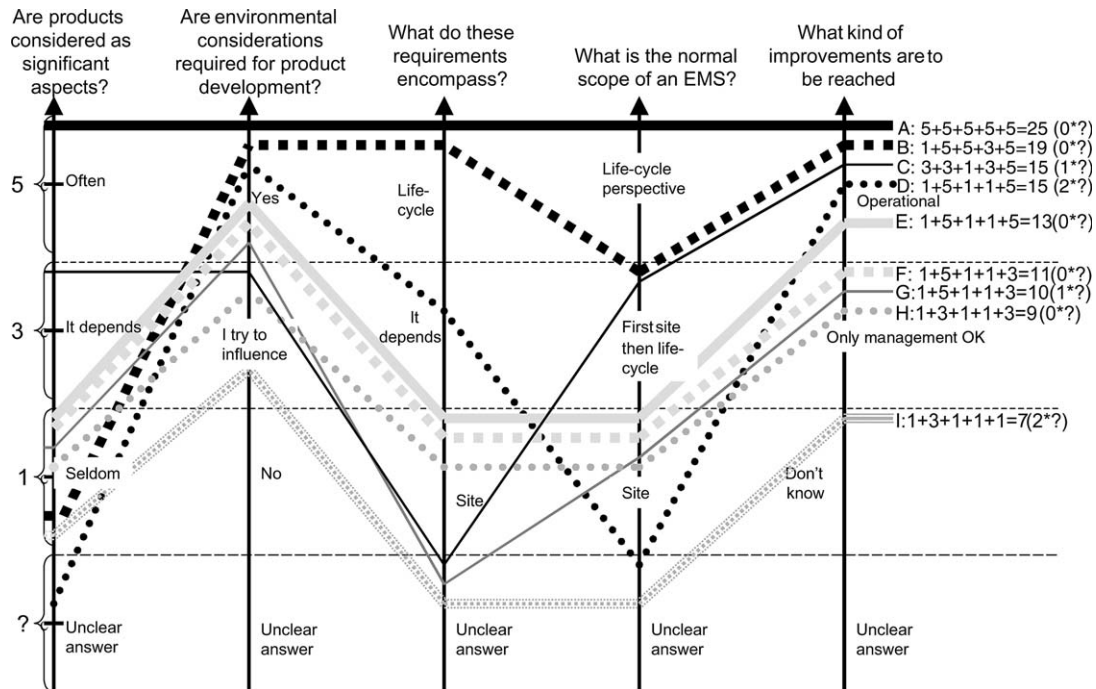 Are products
considered as
significant
aspects?
Are environmental
considerations
required for product
development?
What do these
requirements
encompass?
What is the normal
scope of an EMS?
What kind of
improvements are to
be reached
A: 5+5+5+5+5=25 (0*?)
B: 1+5+5+3+5=19 (0*?)
C: 3+3+1+3+5=15 (1*?)
D: 1+5+1+1+5=15 (2*?)
E: 1+5+1+1+5=13(0*?)
F: 1+5+1+1+3=11(0*?)
G:1+5+1+1+3=10(1*?)
H:1+3+1+1+3=9(0*?)
I:1+3+1+1+1=7(2*?)
5
3
1
?
Often
It depends
Seldom
Unclear
answer
Yes
I try to
influence
No
Unclear
answer
Life-
cycle
It
depends
Site
Unclear
answer
Life-cycle
perspective
First site
then life-
cycle
Site
Unclear
answer
Operational
Only management OK
Don't
know
Unclear
answer